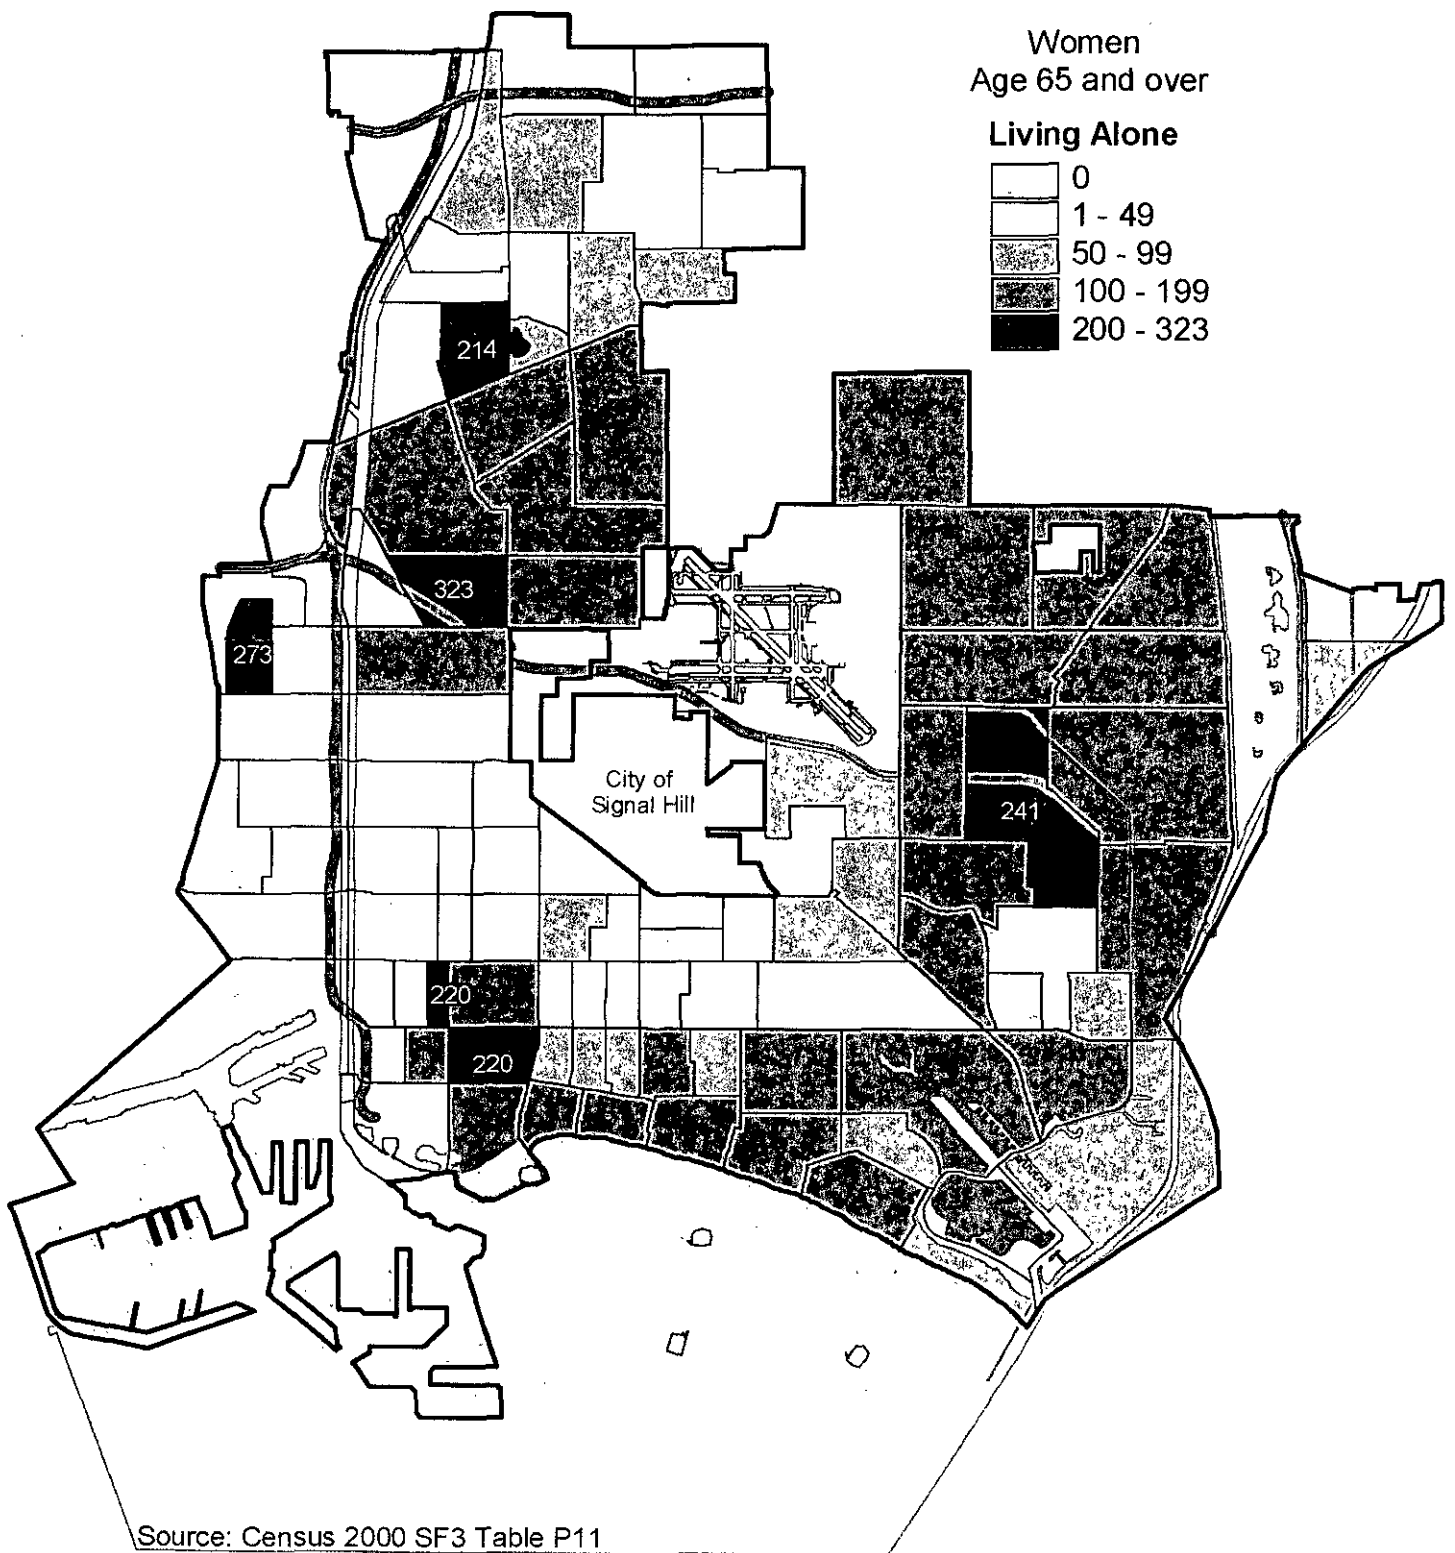 Women
Age 65 and over
Living Alone
0
1 - 49
50 - 99
100 - 199
200 - 323
214
323
273
City of
Signal Hill
241
220
220
Source: Census 2000 SF3 Table P11